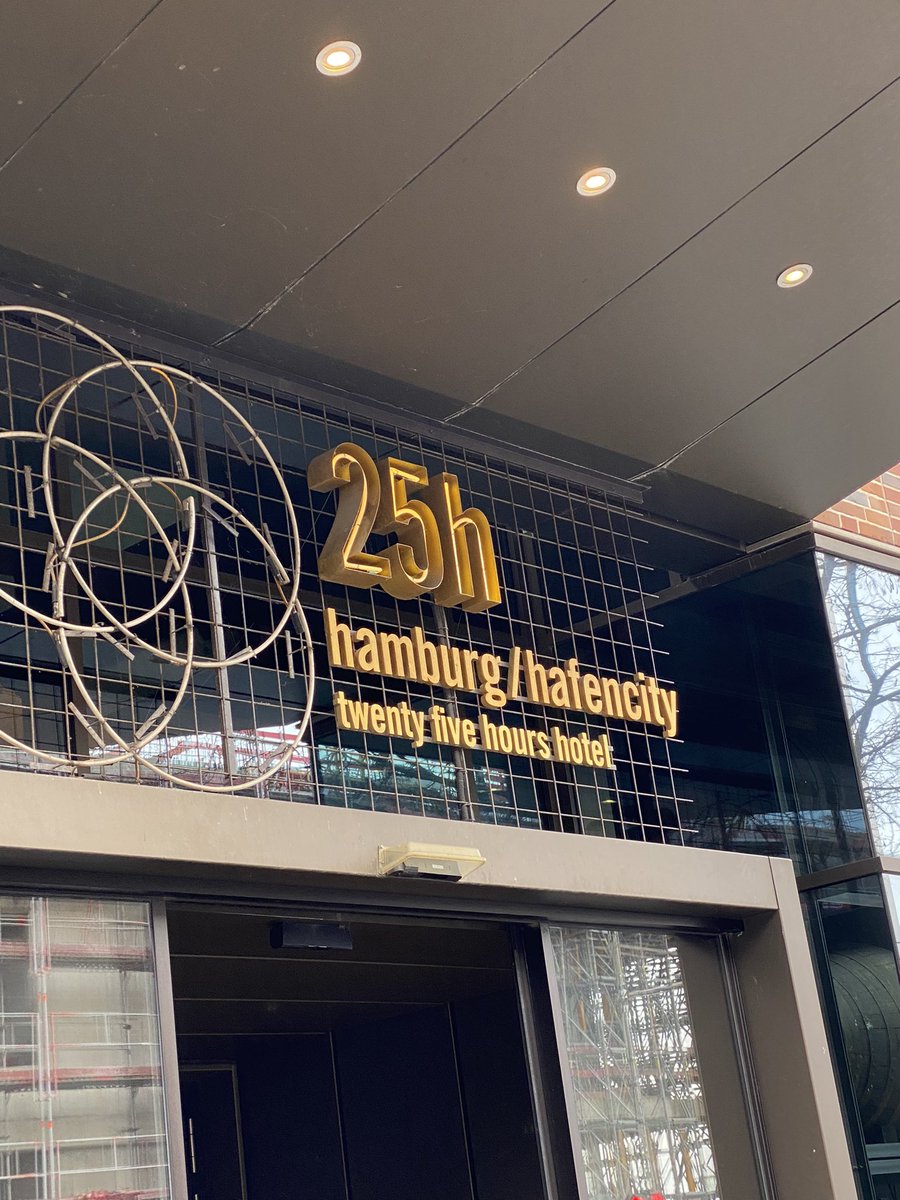 25h
hamburg/hafencity
twenty five hours hotel